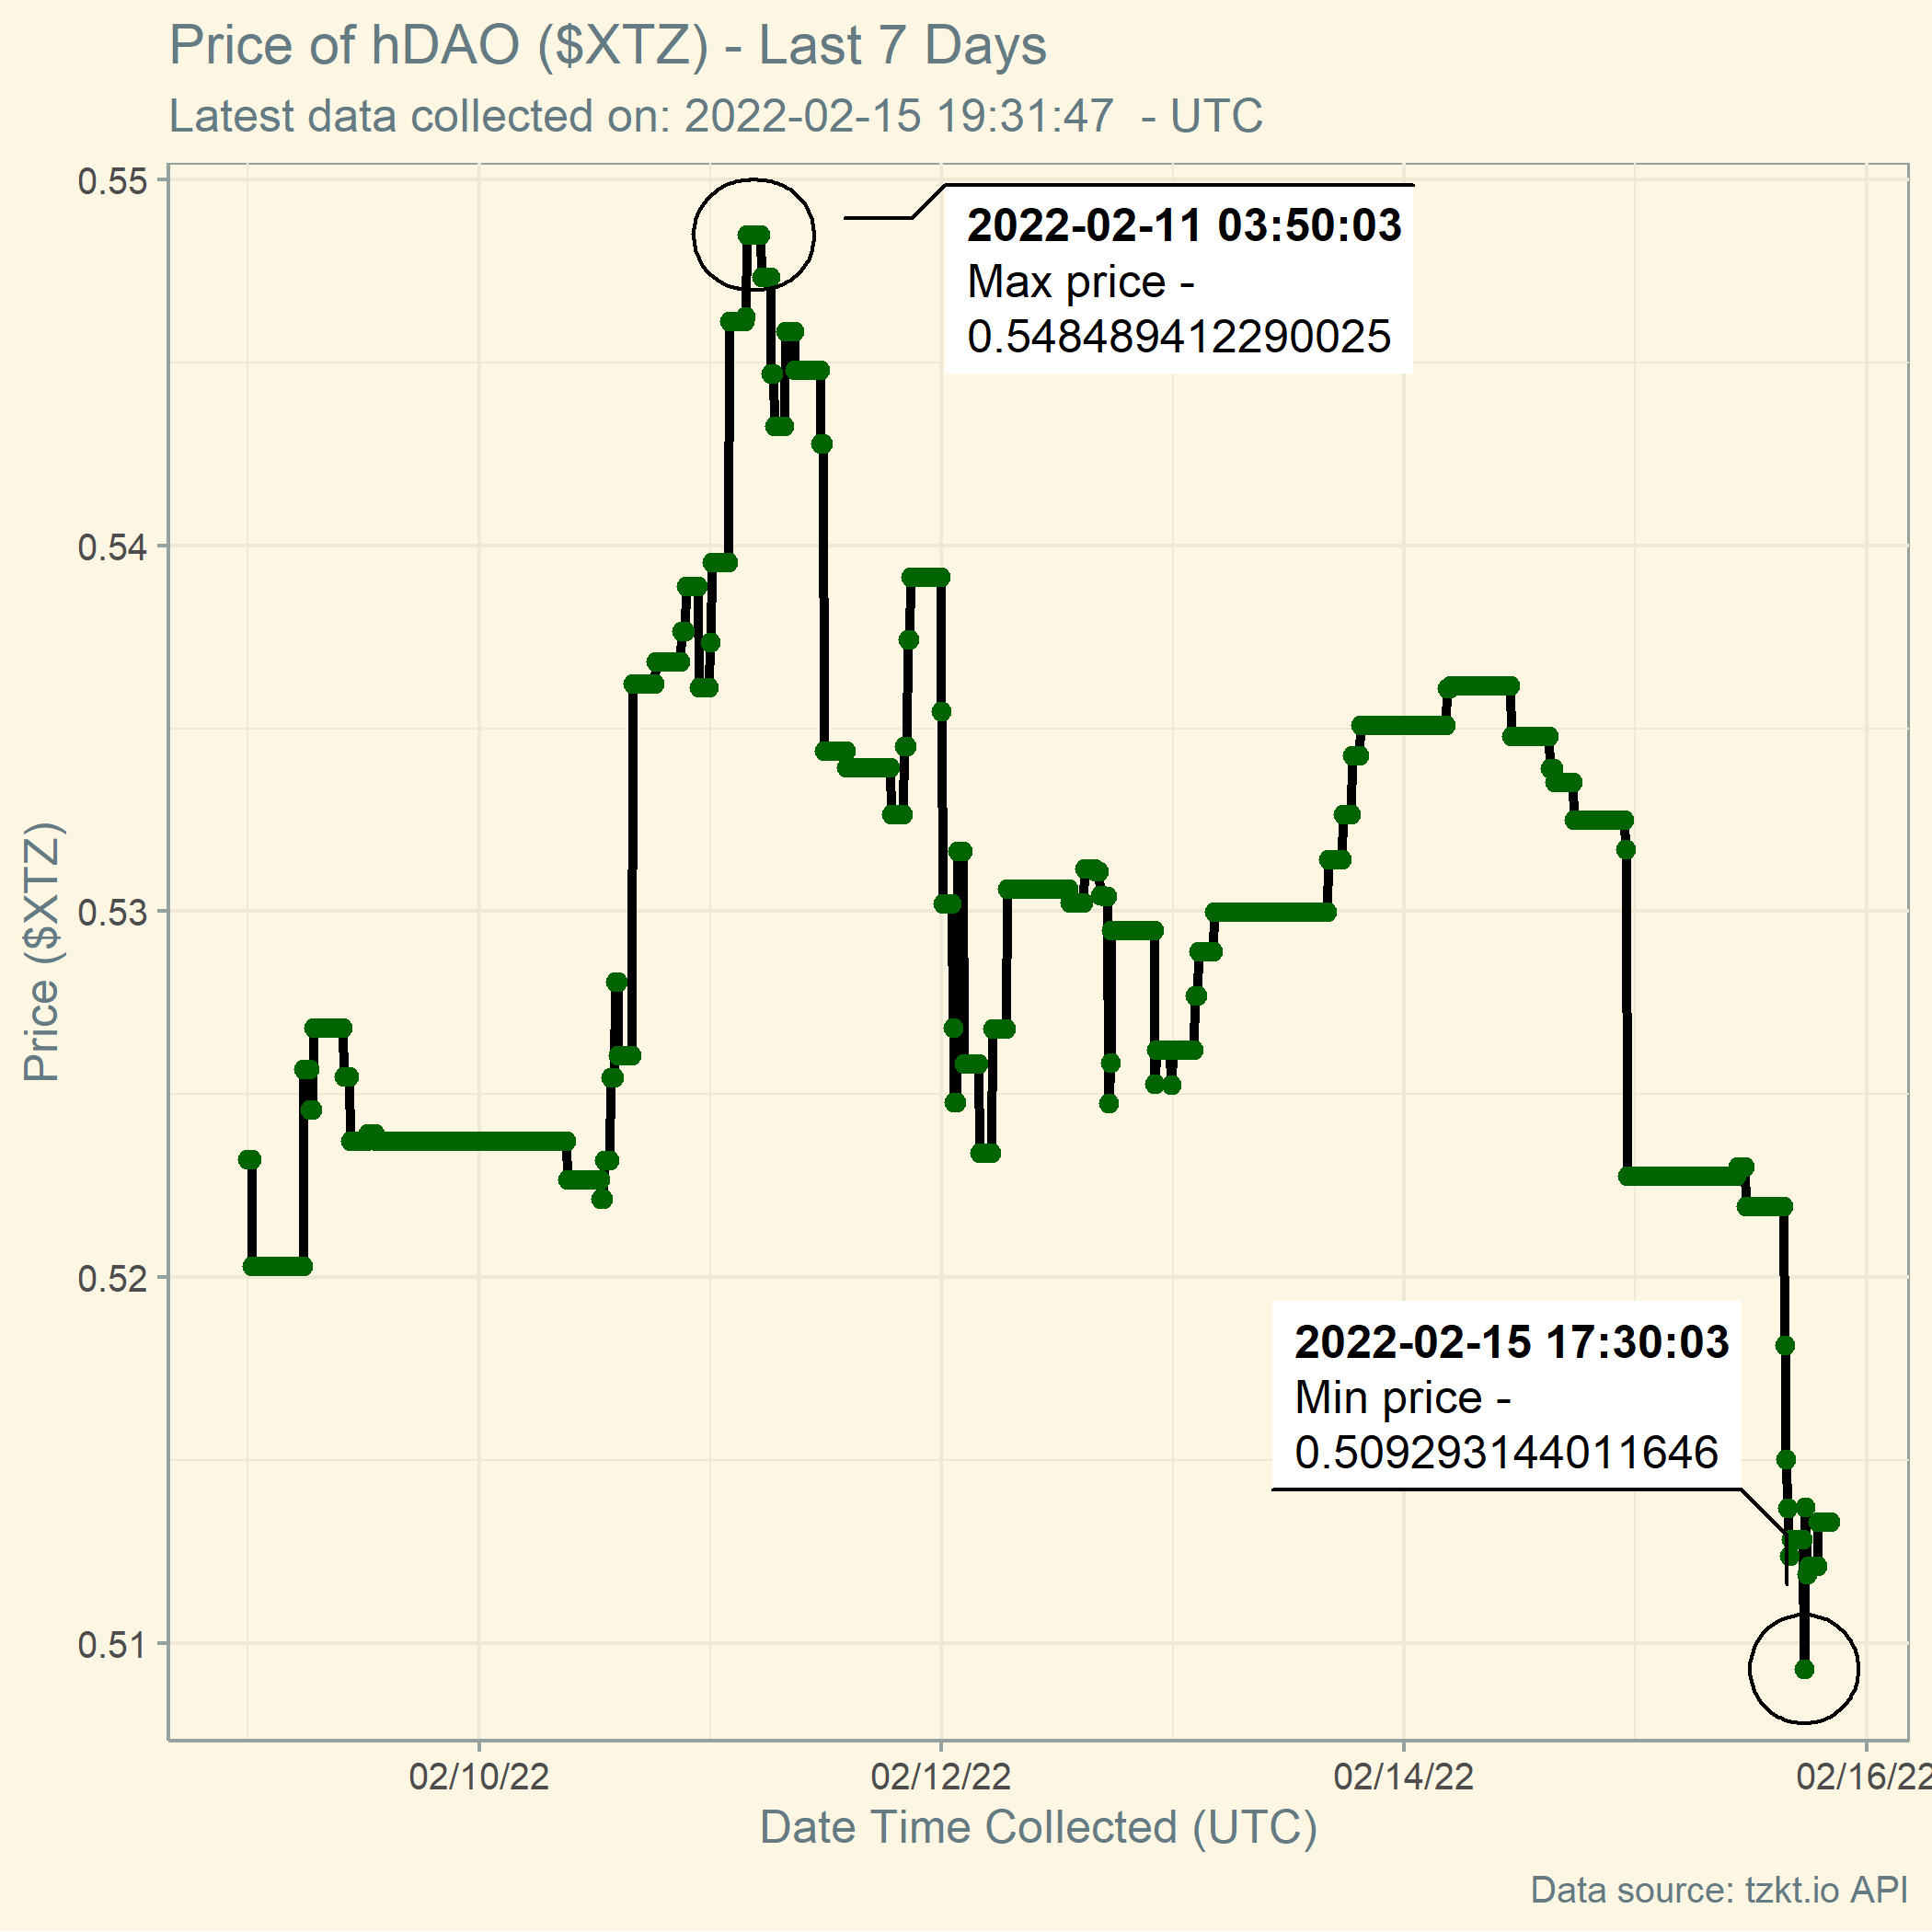 Price of hDAO ($XTZ) - Last 7 Days
Latest data collected on: 2022-02-15 19:31:47  - UTC
0.55
0.54
0.53
0.52
0.51
Price ($XTZ)
2022-02-11 03:50:03
Max price -
0.548489412290025
2022-02-15 17:30:03
Min price -
0.509293144011646
02/10/22
02/12/22
02/14/22
02/16/22
Date Time Collected (UTC)
Data source: tzkt.io API